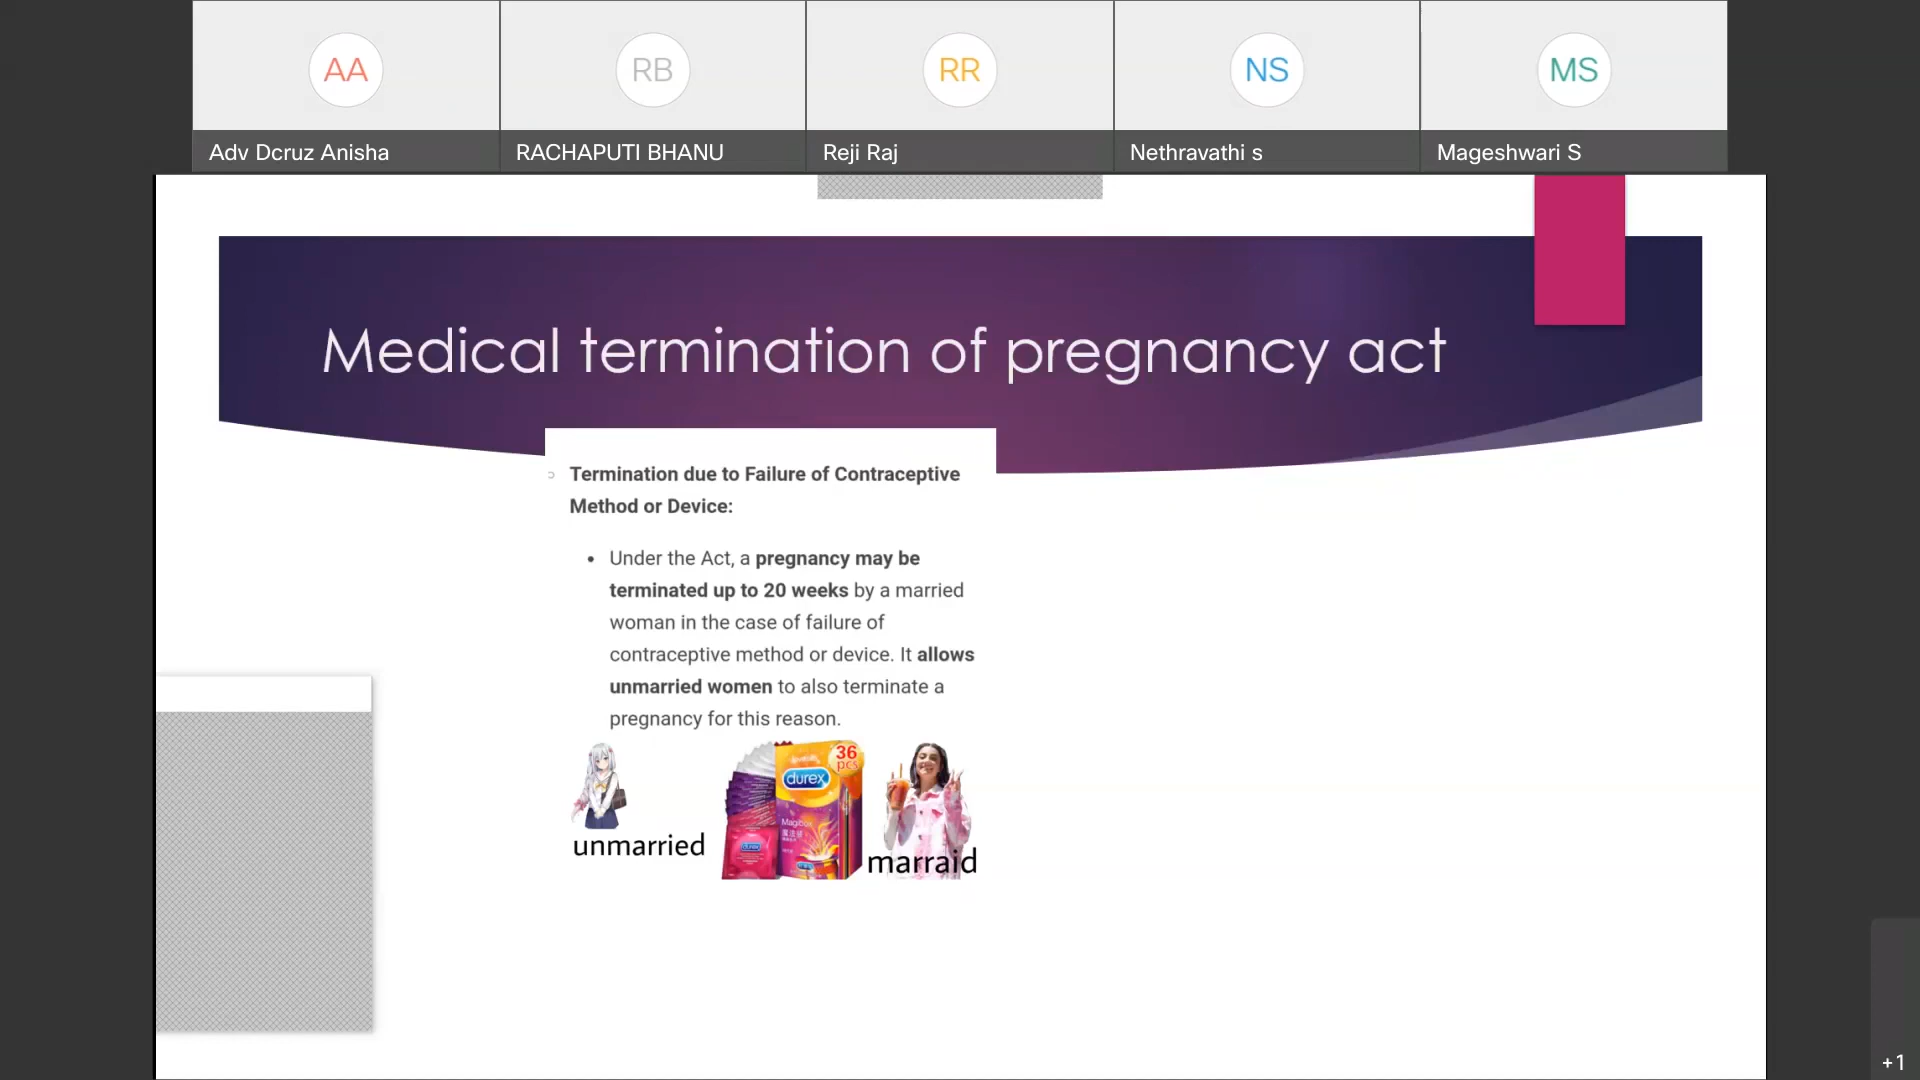 AA
RB
RR
NS
MS
Adv Dcruz Anisha
RACHAPUTI BHANU
Reji Raj
Nethravathi s
Mageshwari S
Medical termination of pregnancy act
Termination due to Failure of Contraceptive
Method or Device:
Under the Act, a pregnancy may be
terminated up to 20 weeks by a married
woman in the case of failure of
contraceptive method or device. It allows
unmarried women to also terminate a
pregnancy for this reason.
36
pcs
durex
Magibox
durex
unmarried
marraid
+1